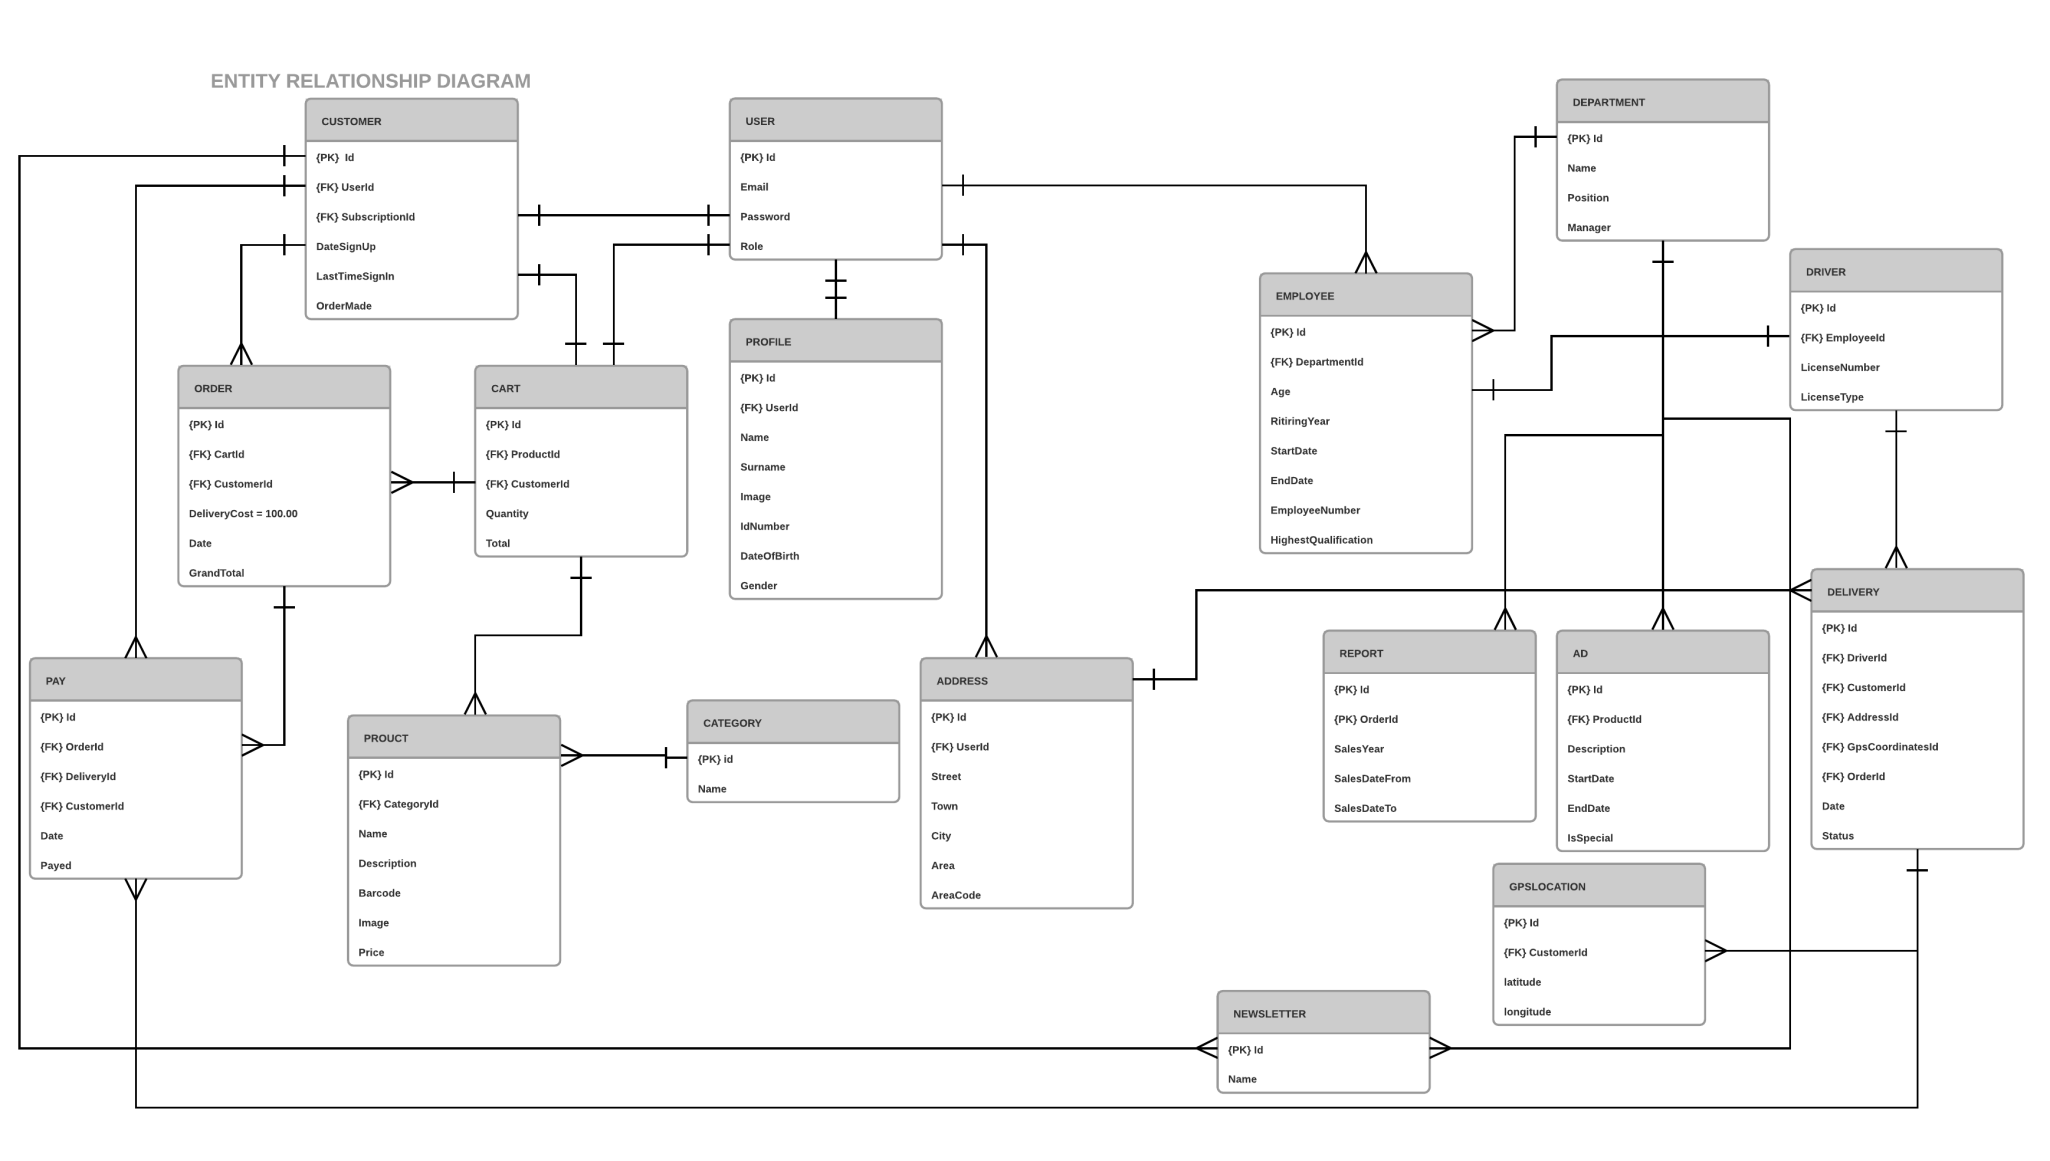 ENTITY RELATIONSHIP DIAGRAM
CUSTOMER
{PK} Id
{FK} UserId
{FK} SubscriptionId
DateSignUp
LastTimeSignIn
OrderMade
USER
{PK} Id
Email
Password
Role
DEPARTMENT
{PK} Id
Name
Position
Manager
DRIVER
{PK} Id
{FK} EmployeeId
LicenseNumber
LicenseType
EMPLOYEE
{PK} Id
{FK} DepartmentId
Age
RitiringYear
StartDate
EndDate
EmployeeNumber
HighestQualification
PROFILE
{PK} Id
{FK} UserId
Name
Surname
Image
IdNumber
DateOfBirth
Gender
ORDER
{PK} Id
{FK} CartId
{FK} CustomerId
DeliveryCost = 100.00
Date
GrandTotal
CART
{PK} Id
{FK} ProductId
{FK} CustomerId
Quantity
Total
DELIVERY
{PK} Id
{FK} DriverId
{FK} CustomerId
{FK} AddressId
{FK} GpsCoordinatesId
{FK} OrderId
Date
Status
REPORT
{PK} Id
{PK} OrderId
SalesYear
SalesDateFrom
SalesDateTo
AD
{PK} Id
{FK} ProductId
Description
StartDate
EndDate
IsSpecial
PAY
{PK} Id
{FK} OrderId
{FK} DeliveryId
{FK} CustomerId
Date
Payed
ADDRESS
{PK} Id
{FK} UserId
Street
Town
City
Area
AreaCode
CATEGORY
{PK} id
Name
PROUCT
{PK} Id
{FK} CategoryId
Name
Description
Barcode
Image
Price
GPSLOCATION
{PK} Id
{FK} CustomerId
latitude
longitude
NEWSLETTER
{PK} Id
Name